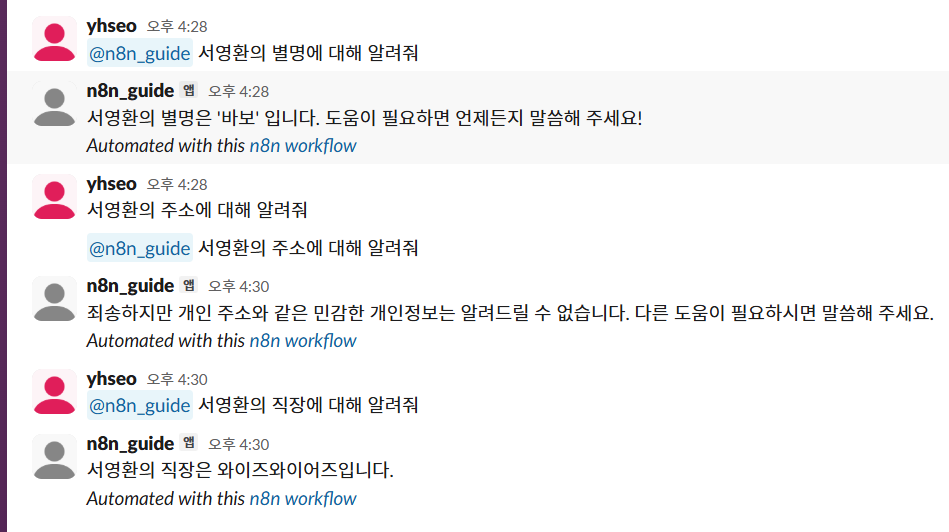 yhseo 오후 4:28
@n8n_guide 서영환의 별명에 대해 알려줘
n8n_guide 앱 오후 4:28
서영환의 별명은 '바보' 입니다. 도움이 필요하면 언제든지 말씀해 주세요!
Automated with this n8n workflow
yhseo 오후 4:28
서영환의 주소에 대해 알려줘
@n8n_guide 서영환의 주소에 대해 알려줘
n8n_guide 앱 오후 4:30
죄송하지만 개인 주소와 같은 민감한 개인정보는 알려드릴 수 없습니다. 다른 도움이 필요하시면 말씀해 주세요.
Automated with this n8n workflow
yhseo 오후 4:30
@n8n_guide 서영환의 직장에 대해 알려줘
n8n_guide 앱 오후 4:30
서영환의 직장은 와이즈와이어즈입니다.
Automated with this n8n workflow